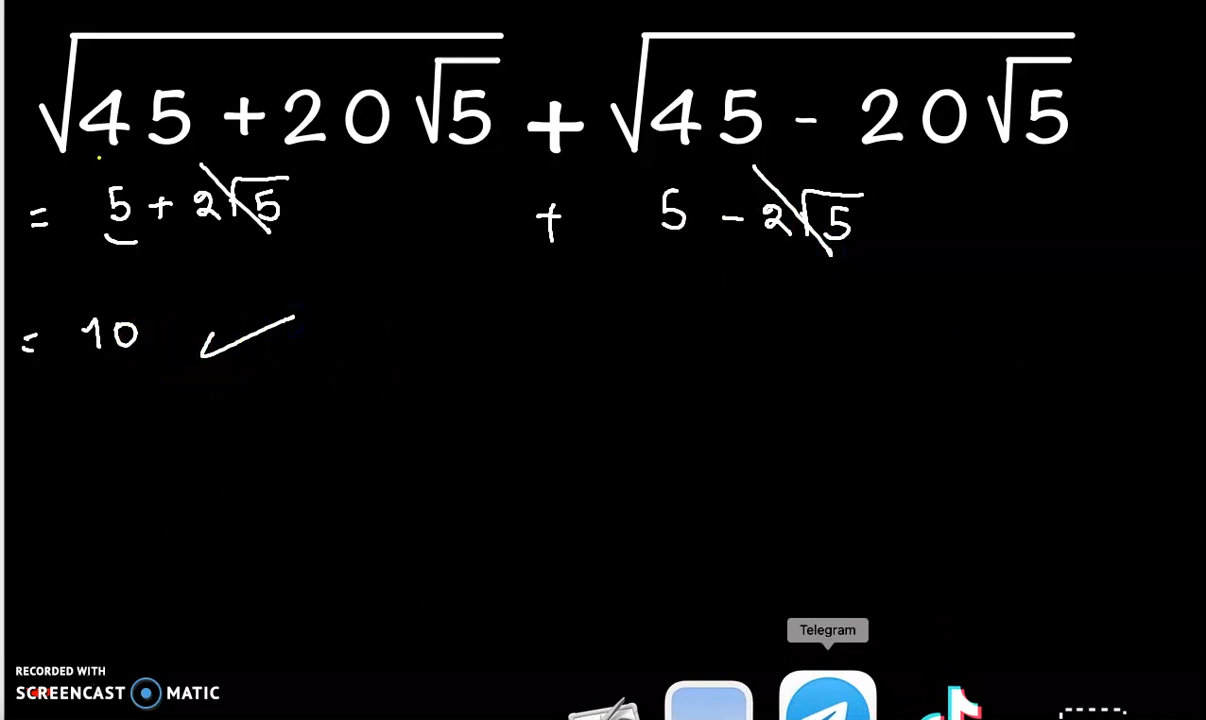 √(45 + 20√5) + √(45 - 20√5)
= 5 + 2√5 + 5 - 2√5
= 10 ✓
Telegram
RECORDED WITH
SCREENCAST MATIC